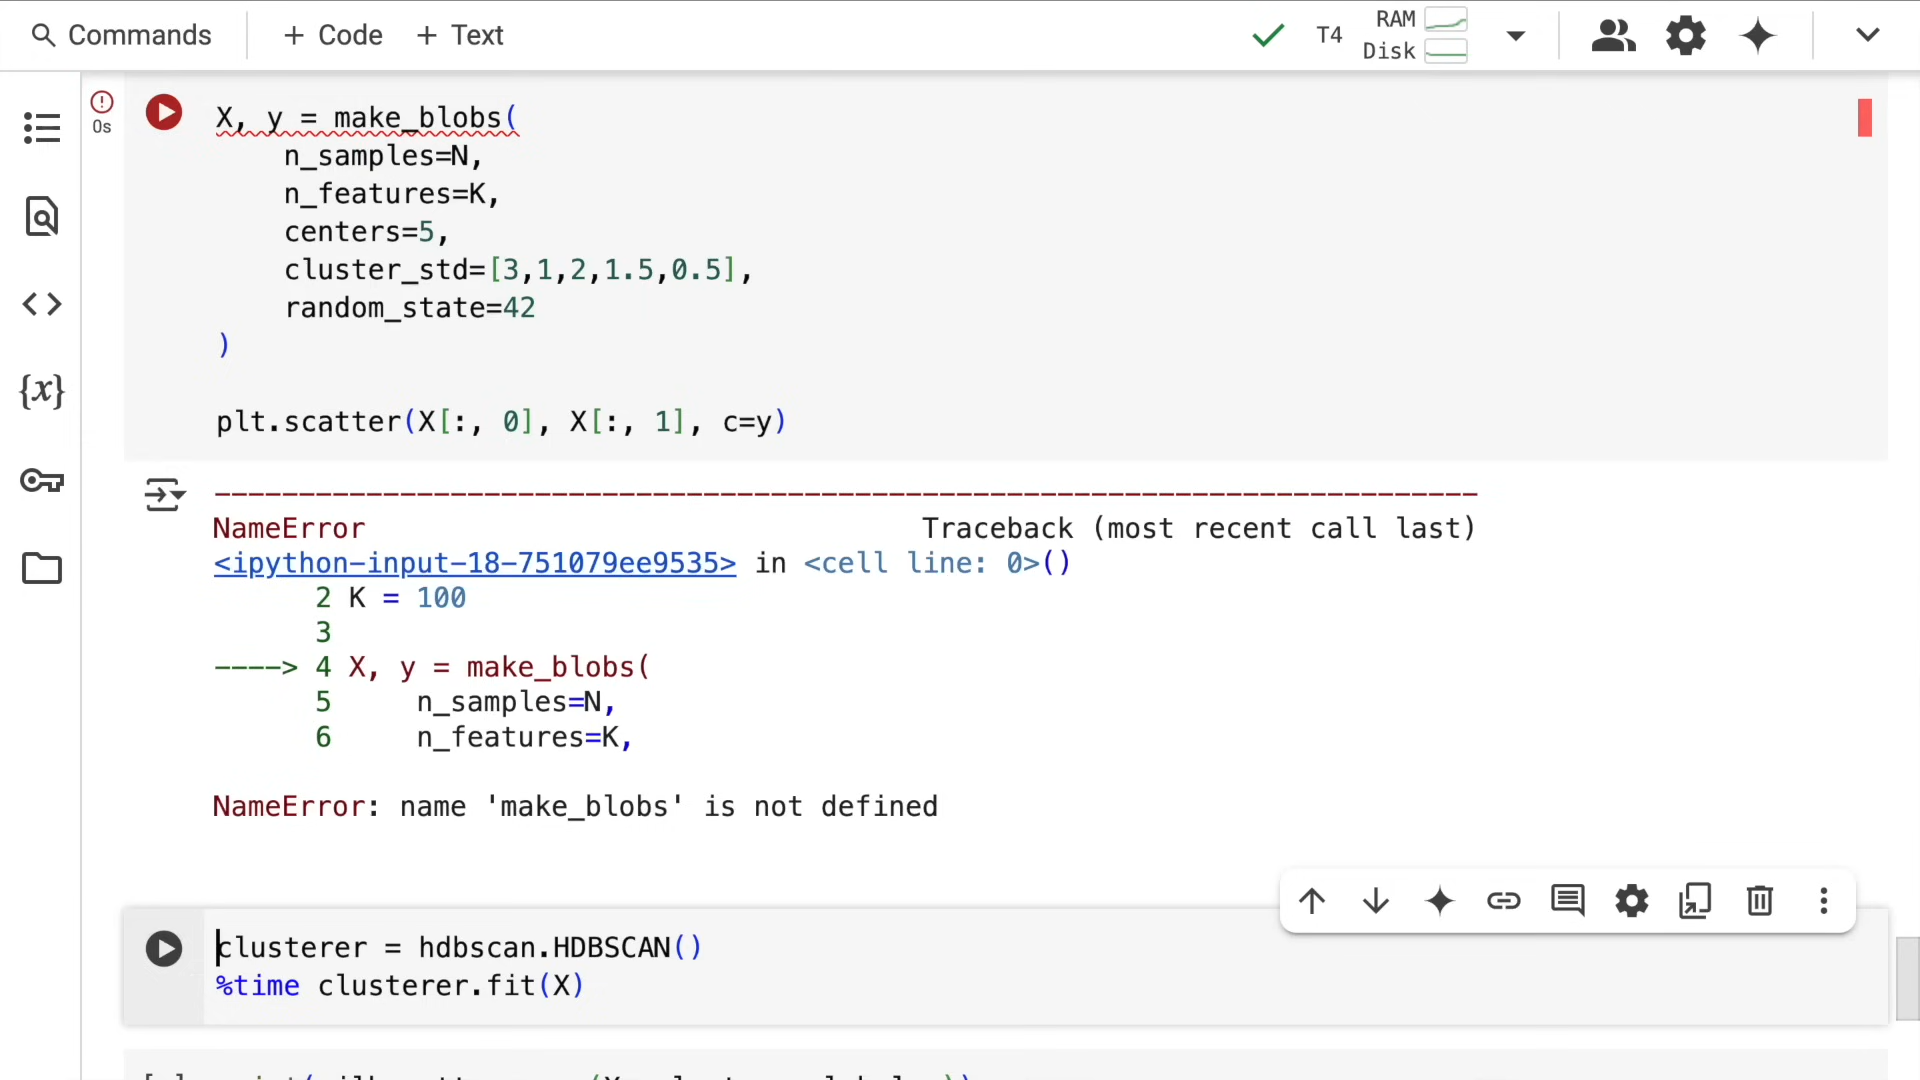 Commands
+ Code
+ Text
T4
RAM
Disk
0s
X, y = make_blobs(
n_samples=N,
n_features=K,
centers=5,
cluster_std=[3,1,2,1.5,0.5],
random_state=42
)
plt.scatter(X[:, 0], X[:, 1], c=y)
{x}
---------------------------------------------------------------------------
NameError Traceback (most recent call last)
<ipython-input-18-751079ee9535> in <cell line: 0>()
2 K = 100
3
----> 4 X, y = make_blobs(
5 n_samples=N,
6 n_features=K,
NameError: name 'make_blobs' is not defined
clusterer = hdbscan.HDBSCAN()
%time clusterer.fit(X)